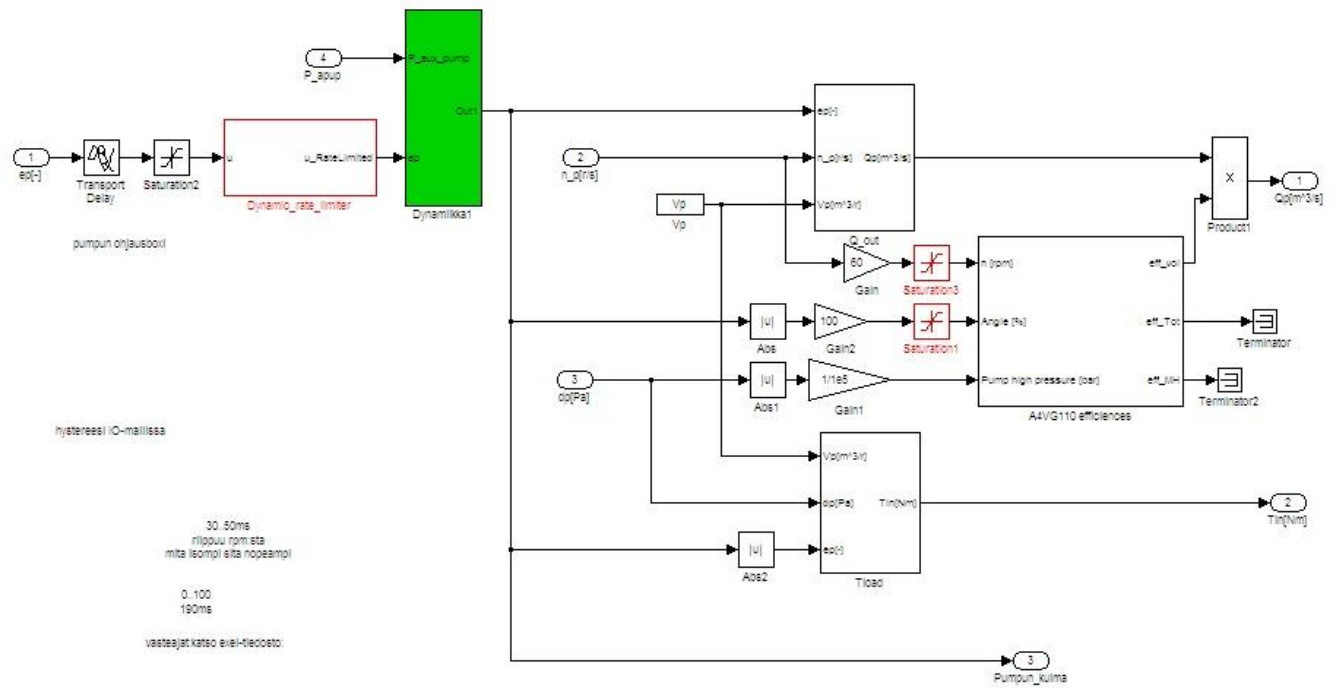 4
P_apup
P_aux_pump
Out1
ep
Dynamiikka1
1
ep[-]
Transport
Delay
Saturation2
u
u_RateLimited
Dynamic_rate_limiter
pumpun ohjausboxi
2
n_p[r/s]
Vp
Vp
ep[-]
n_p[r/s]
Vp[m^3/r]
Qp[m^3/s]
Q_out
x
Product1
1
Qp[m^3/s]
60
Gain
Saturation3
|u|
Abs
100
Gain2
Saturation1
3
dp[Pa]
|u|
Abs1
1/1e5
Gain1
n [rpm]
Angle [%]
Pump high pressure [bar]
eff_vol
eff_Tot
eff_MH
A4VG110 efficiences
Terminator
Terminator2
hystereesi IO-mallissa
Vp[m^3/r]
dp[Pa]
ep[-]
Tin[Nm]
Tload
2
Tin[Nm]
|u|
Abs2
30..50ms
riippuu rpm:sta
mita isompi sita nopeampi
0..100
190ms
vasteajat:katso exel-tiedosto:
3
Pumpun_kulma